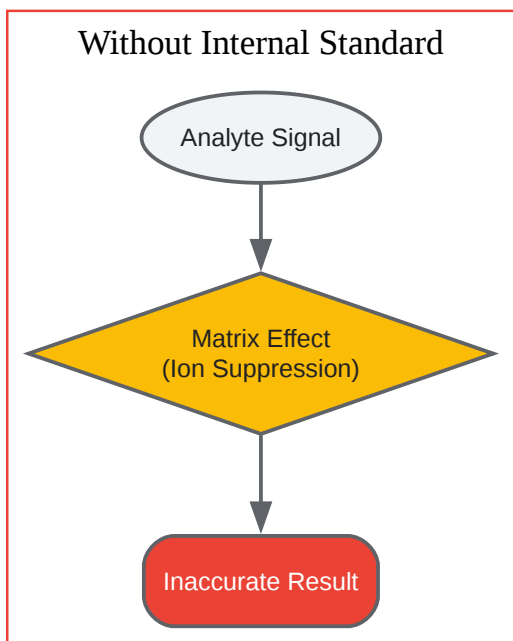 Without Internal Standard
Analyte Signal
Matrix Effect
(Ion Suppression)
Inaccurate Result